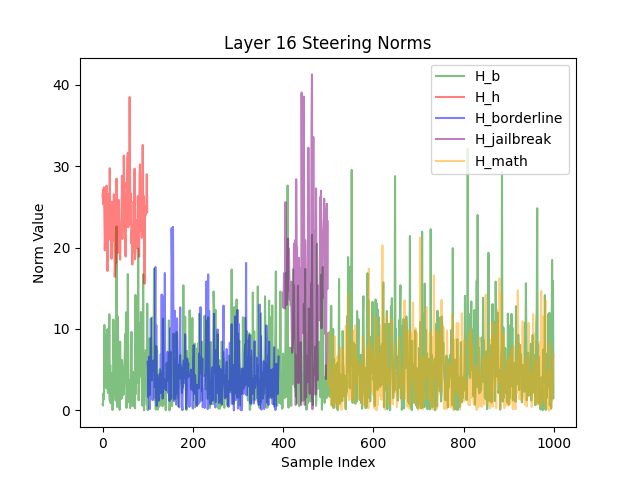 Layer 16 Steering Norms
H_b
H_h
H_borderline
H_jailbreak
H_math
40
30
20
10
0
Norm Value
0
200
400
600
800
1000
Sample Index